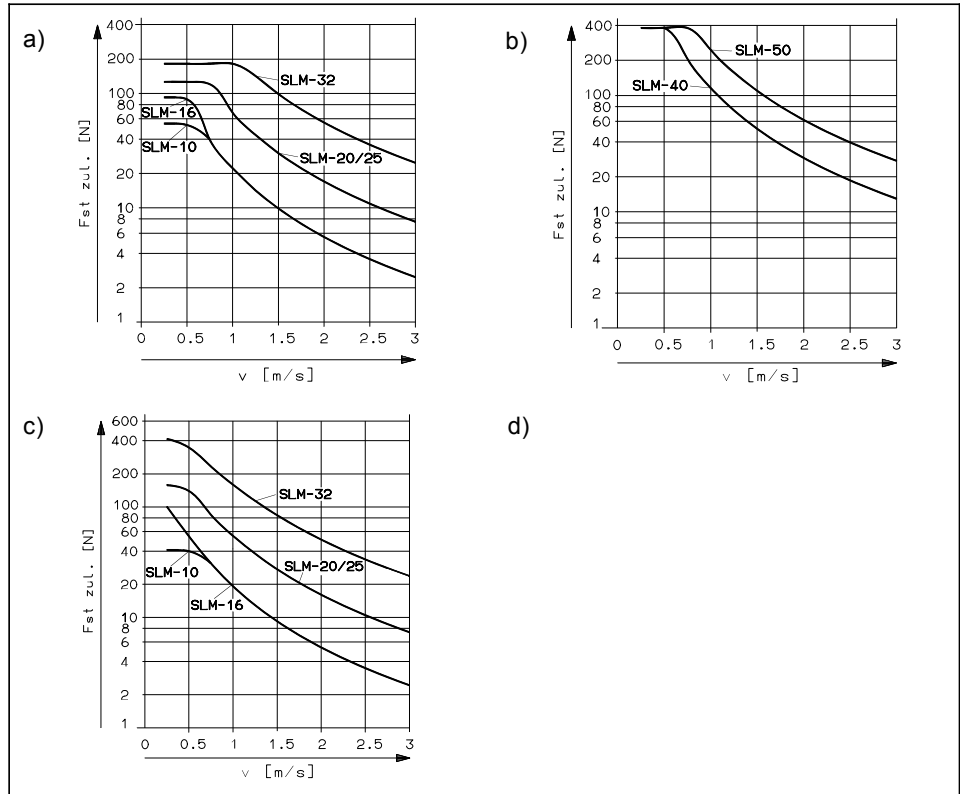 a)
Fst zul. [N]
400
200
100
80
60
40
20
10
8
6
4
2
1
0 0.5 1 1.5 2 2.5 3
v [m/s]
SLM-32
SLM-16
SLM-10
SLM-20/25
b)
Fst zul. [N]
400
200
100
80
60
40
20
10
8
6
4
2
1
0 0.5 1 1.5 2 2.5 3
v [m/s]
SLM-50
SLM-40
c)
Fst zul. [N]
600
400
200
100
80
60
40
20
10
8
6
4
2
1
0 0.5 1 1.5 2 2.5 3
v [m/s]
SLM-32
SLM-10
SLM-20/25
SLM-16
d)